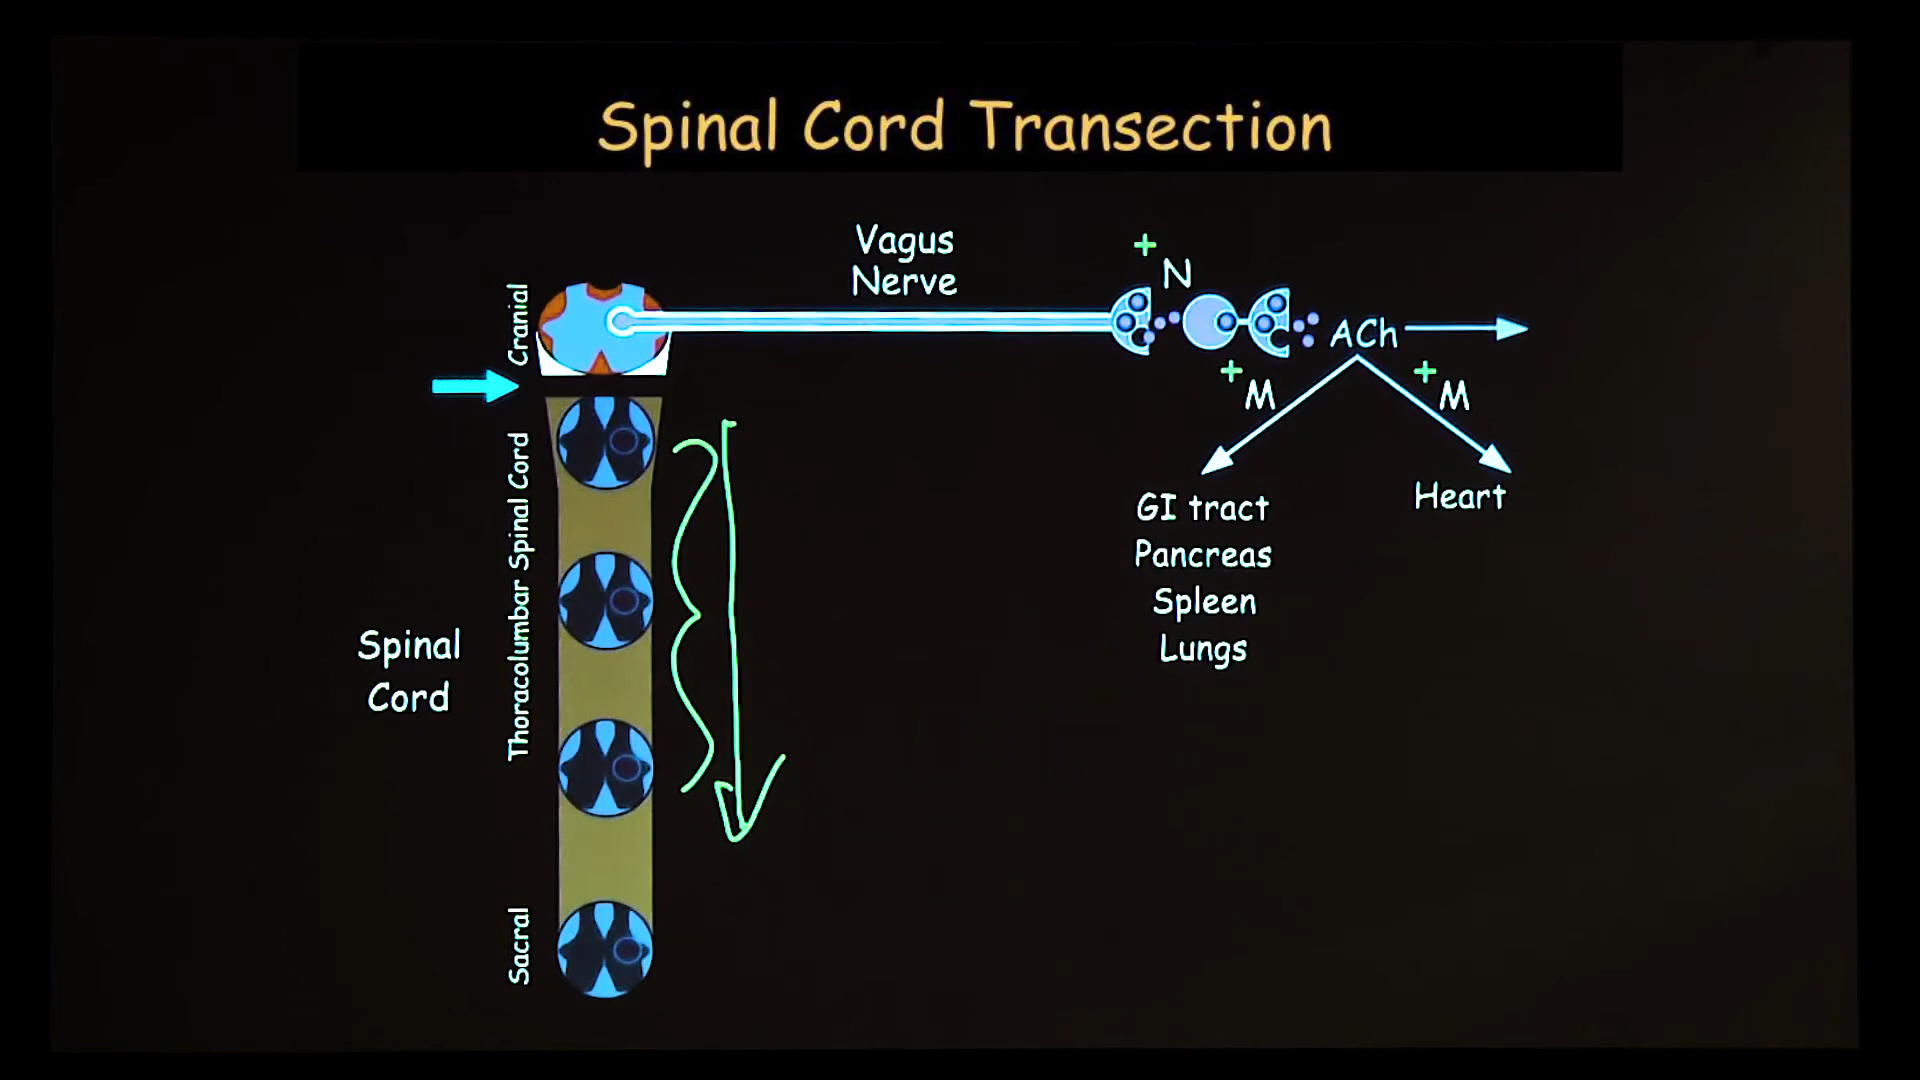 Spinal Cord Transection
Vagus
Nerve
+
N
Cranial
ACh
+
M
+
M
Thoracolumbar Spinal Cord
GI tract
Pancreas
Spleen
Lungs
Heart
Spinal
Cord
Sacral